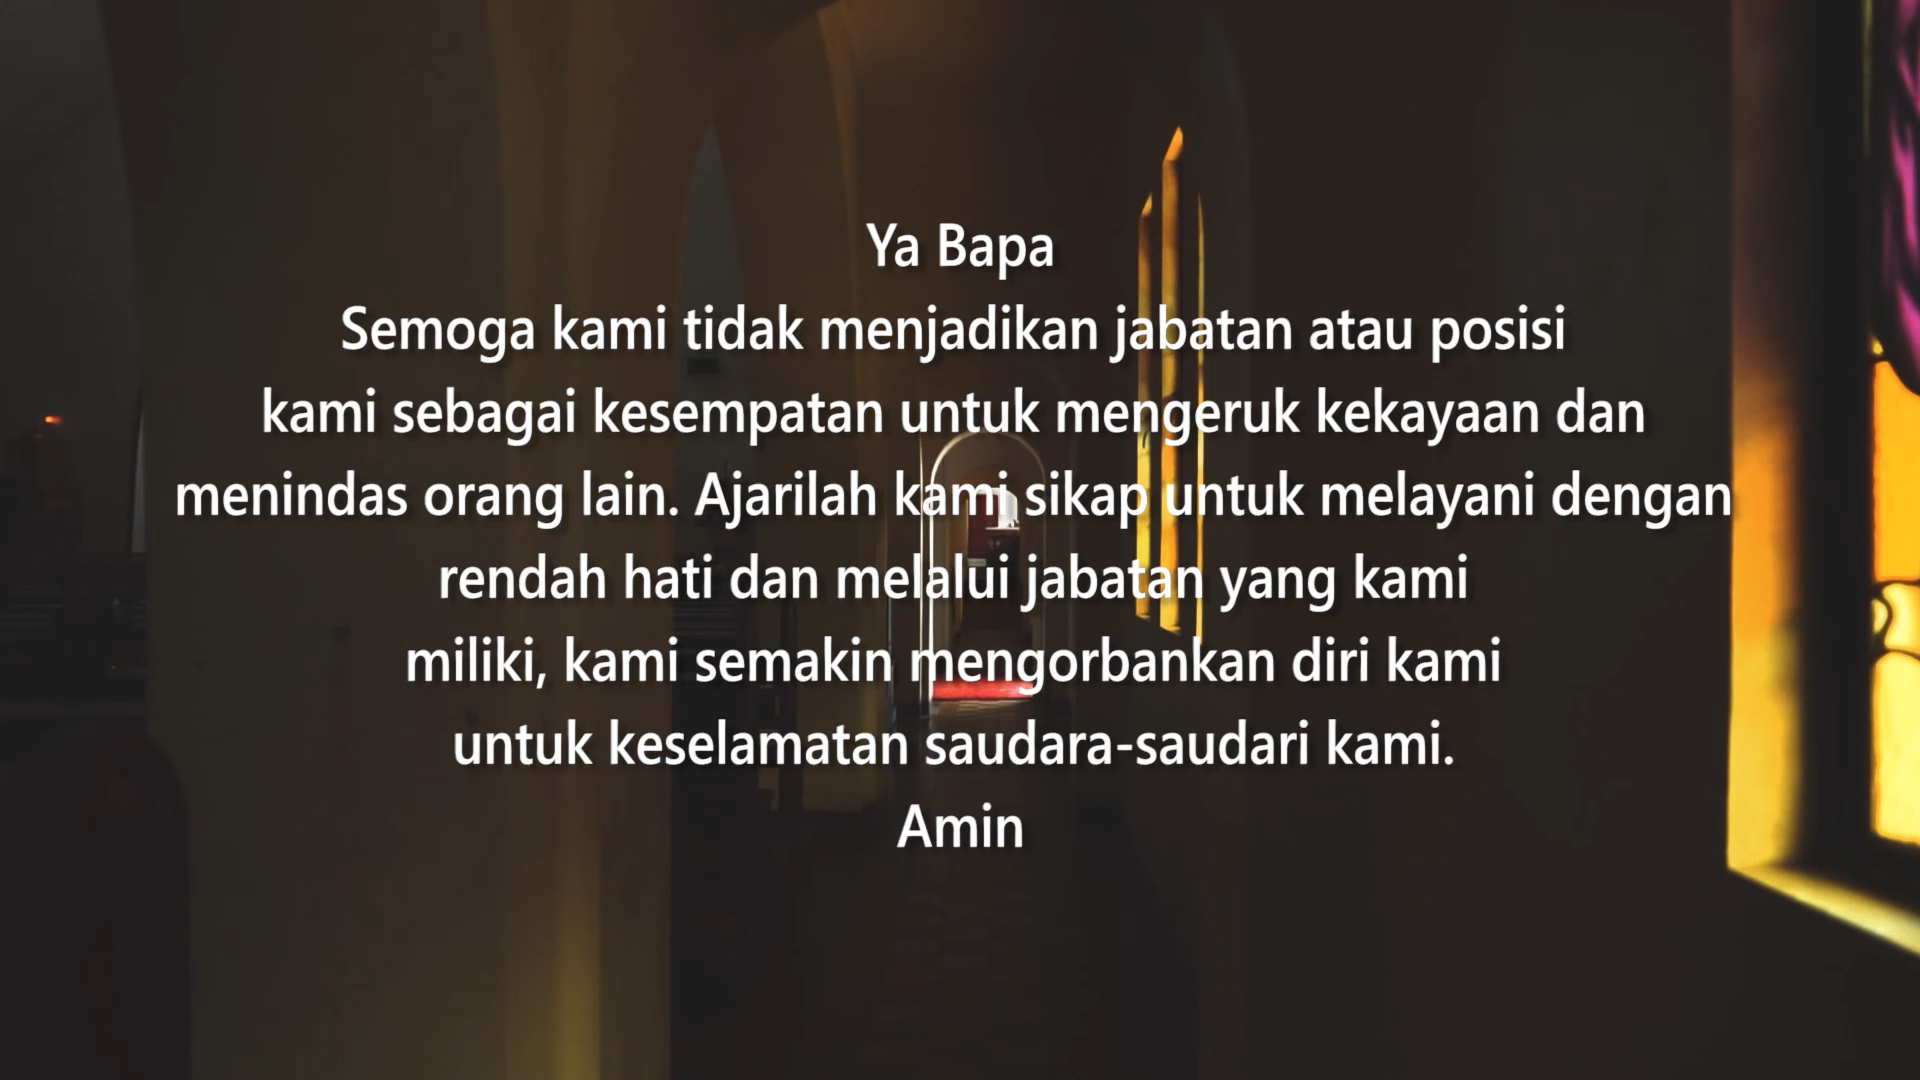 Ya Bapa
Semoga kami tidak menjadikan jabatan atau posisi
kami sebagai kesempatan untuk mengeruk kekayaan dan
menindas orang lain. Ajarilah kami sikap untuk melayani dengan
rendah hati dan melalui jabatan yang kami
miliki, kami semakin mengorbankan diri kami
untuk keselamatan saudara-saudari kami.
Amin